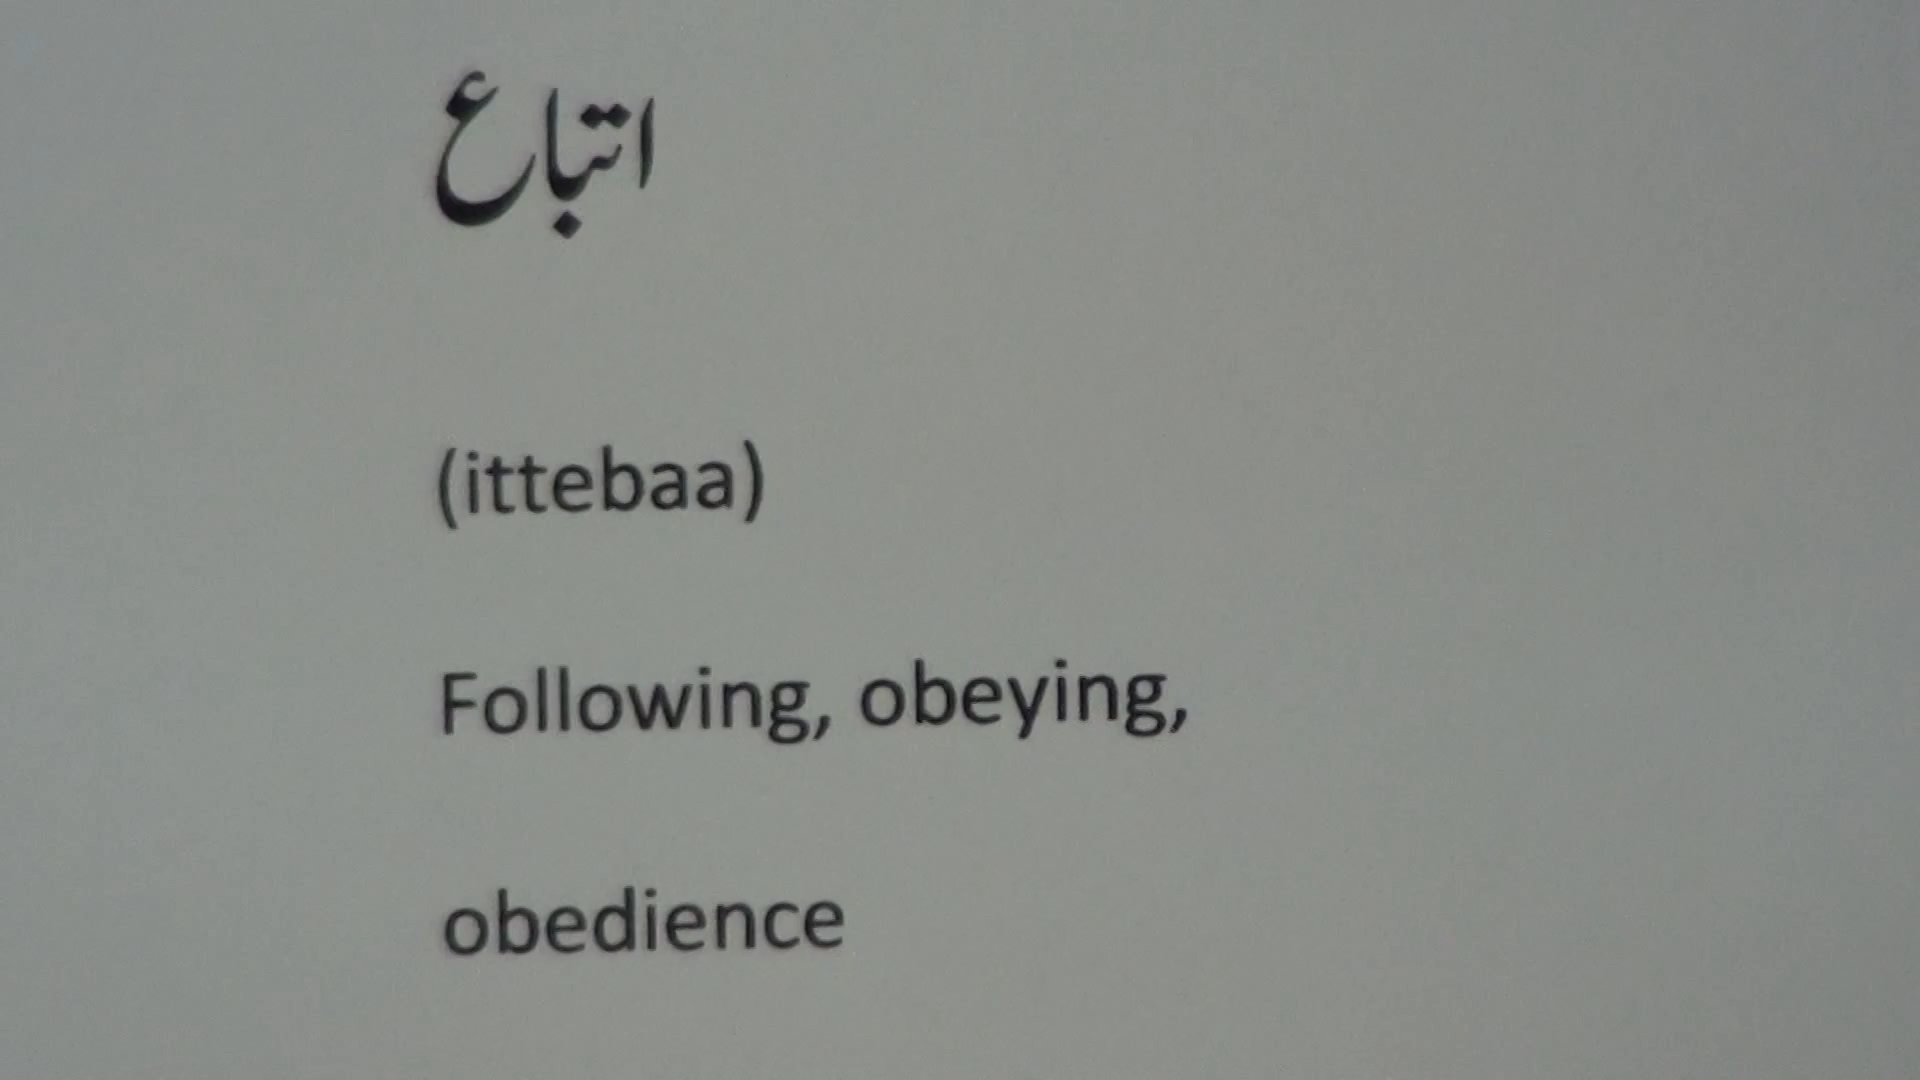 اتباع
(ittebaa)
Following, obeying,
obedience